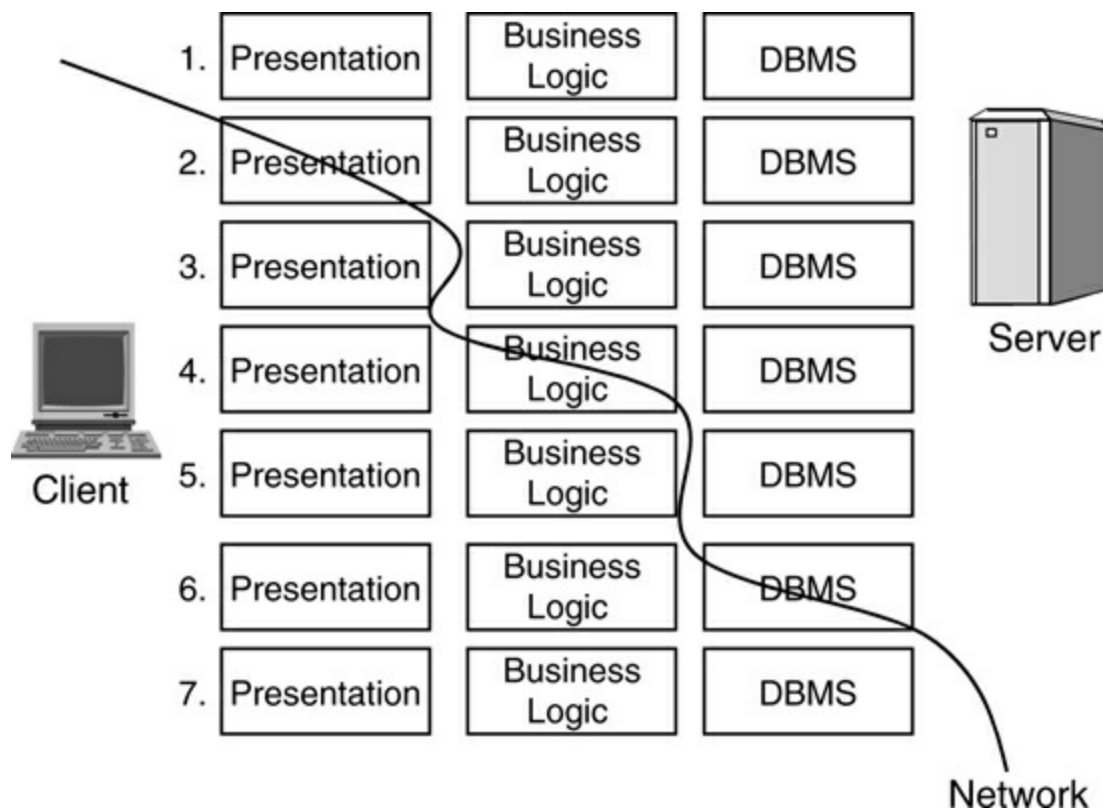 1. Presentation Business Logic DBMS
2. Presentation Business Logic DBMS
3. Presentation Business Logic DBMS
Server
4. Presentation Business Logic DBMS
Client
5. Presentation Business Logic DBMS
6. Presentation Business Logic DBMS
7. Presentation Business Logic DBMS
Network